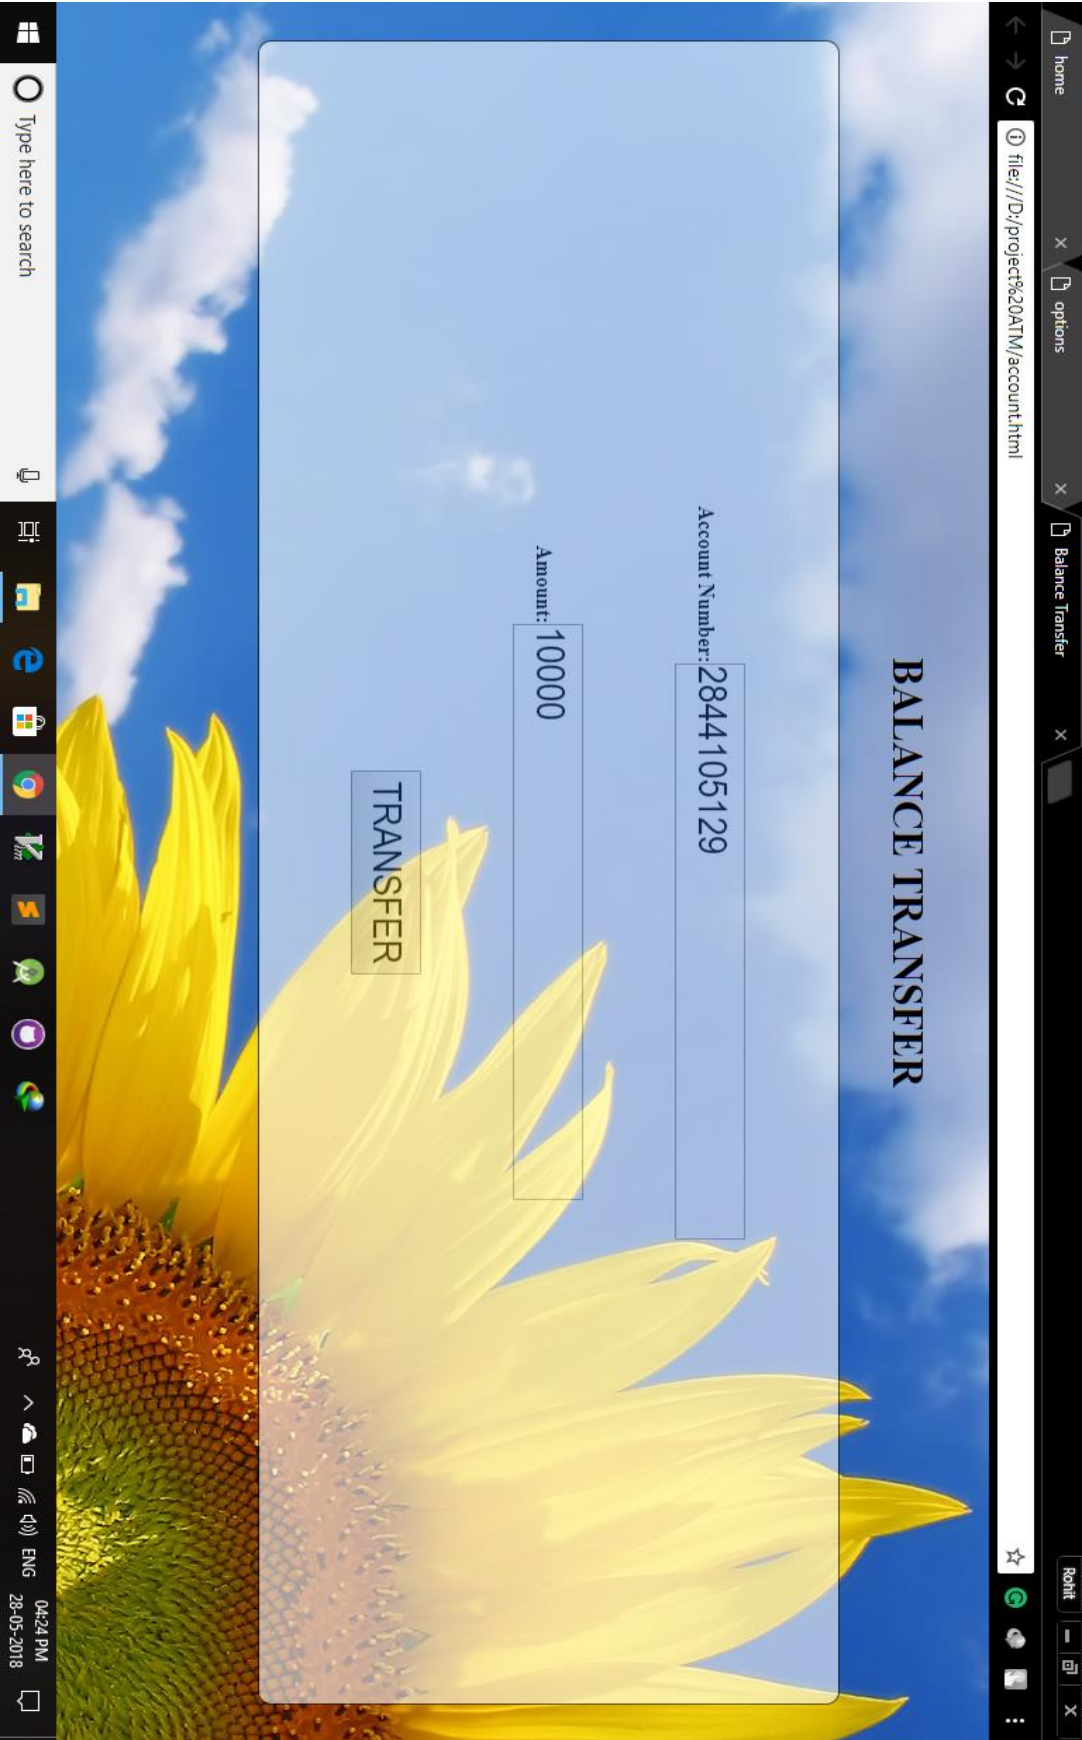 home
options
Balance Transfer
Rohit
file:///D:/project%20ATM/account.html
BALANCE TRANSFER
Account Number: 2844105129
Amount: 10000
TRANSFER
Type here to search
ENG
04:24 PM
28-05-2018